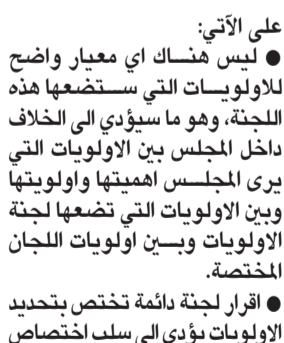 على الآتي:
● ليس هناك اي معيار واضح
للاولويات التي ستضعها هذه
اللجنة، وهو ما سيؤدي الى الخلاف
داخل المجلس بين الاولويات التي
يرى المجلس اهميتها واولويتها
وبين الاولويات التي تضعها لجنة
الاولويات وبين اولويات اللجان
المختصة.
● اقرار لجنة دائمة تختص بتحديد
الاولويات يؤدي الى سلب اختصاص